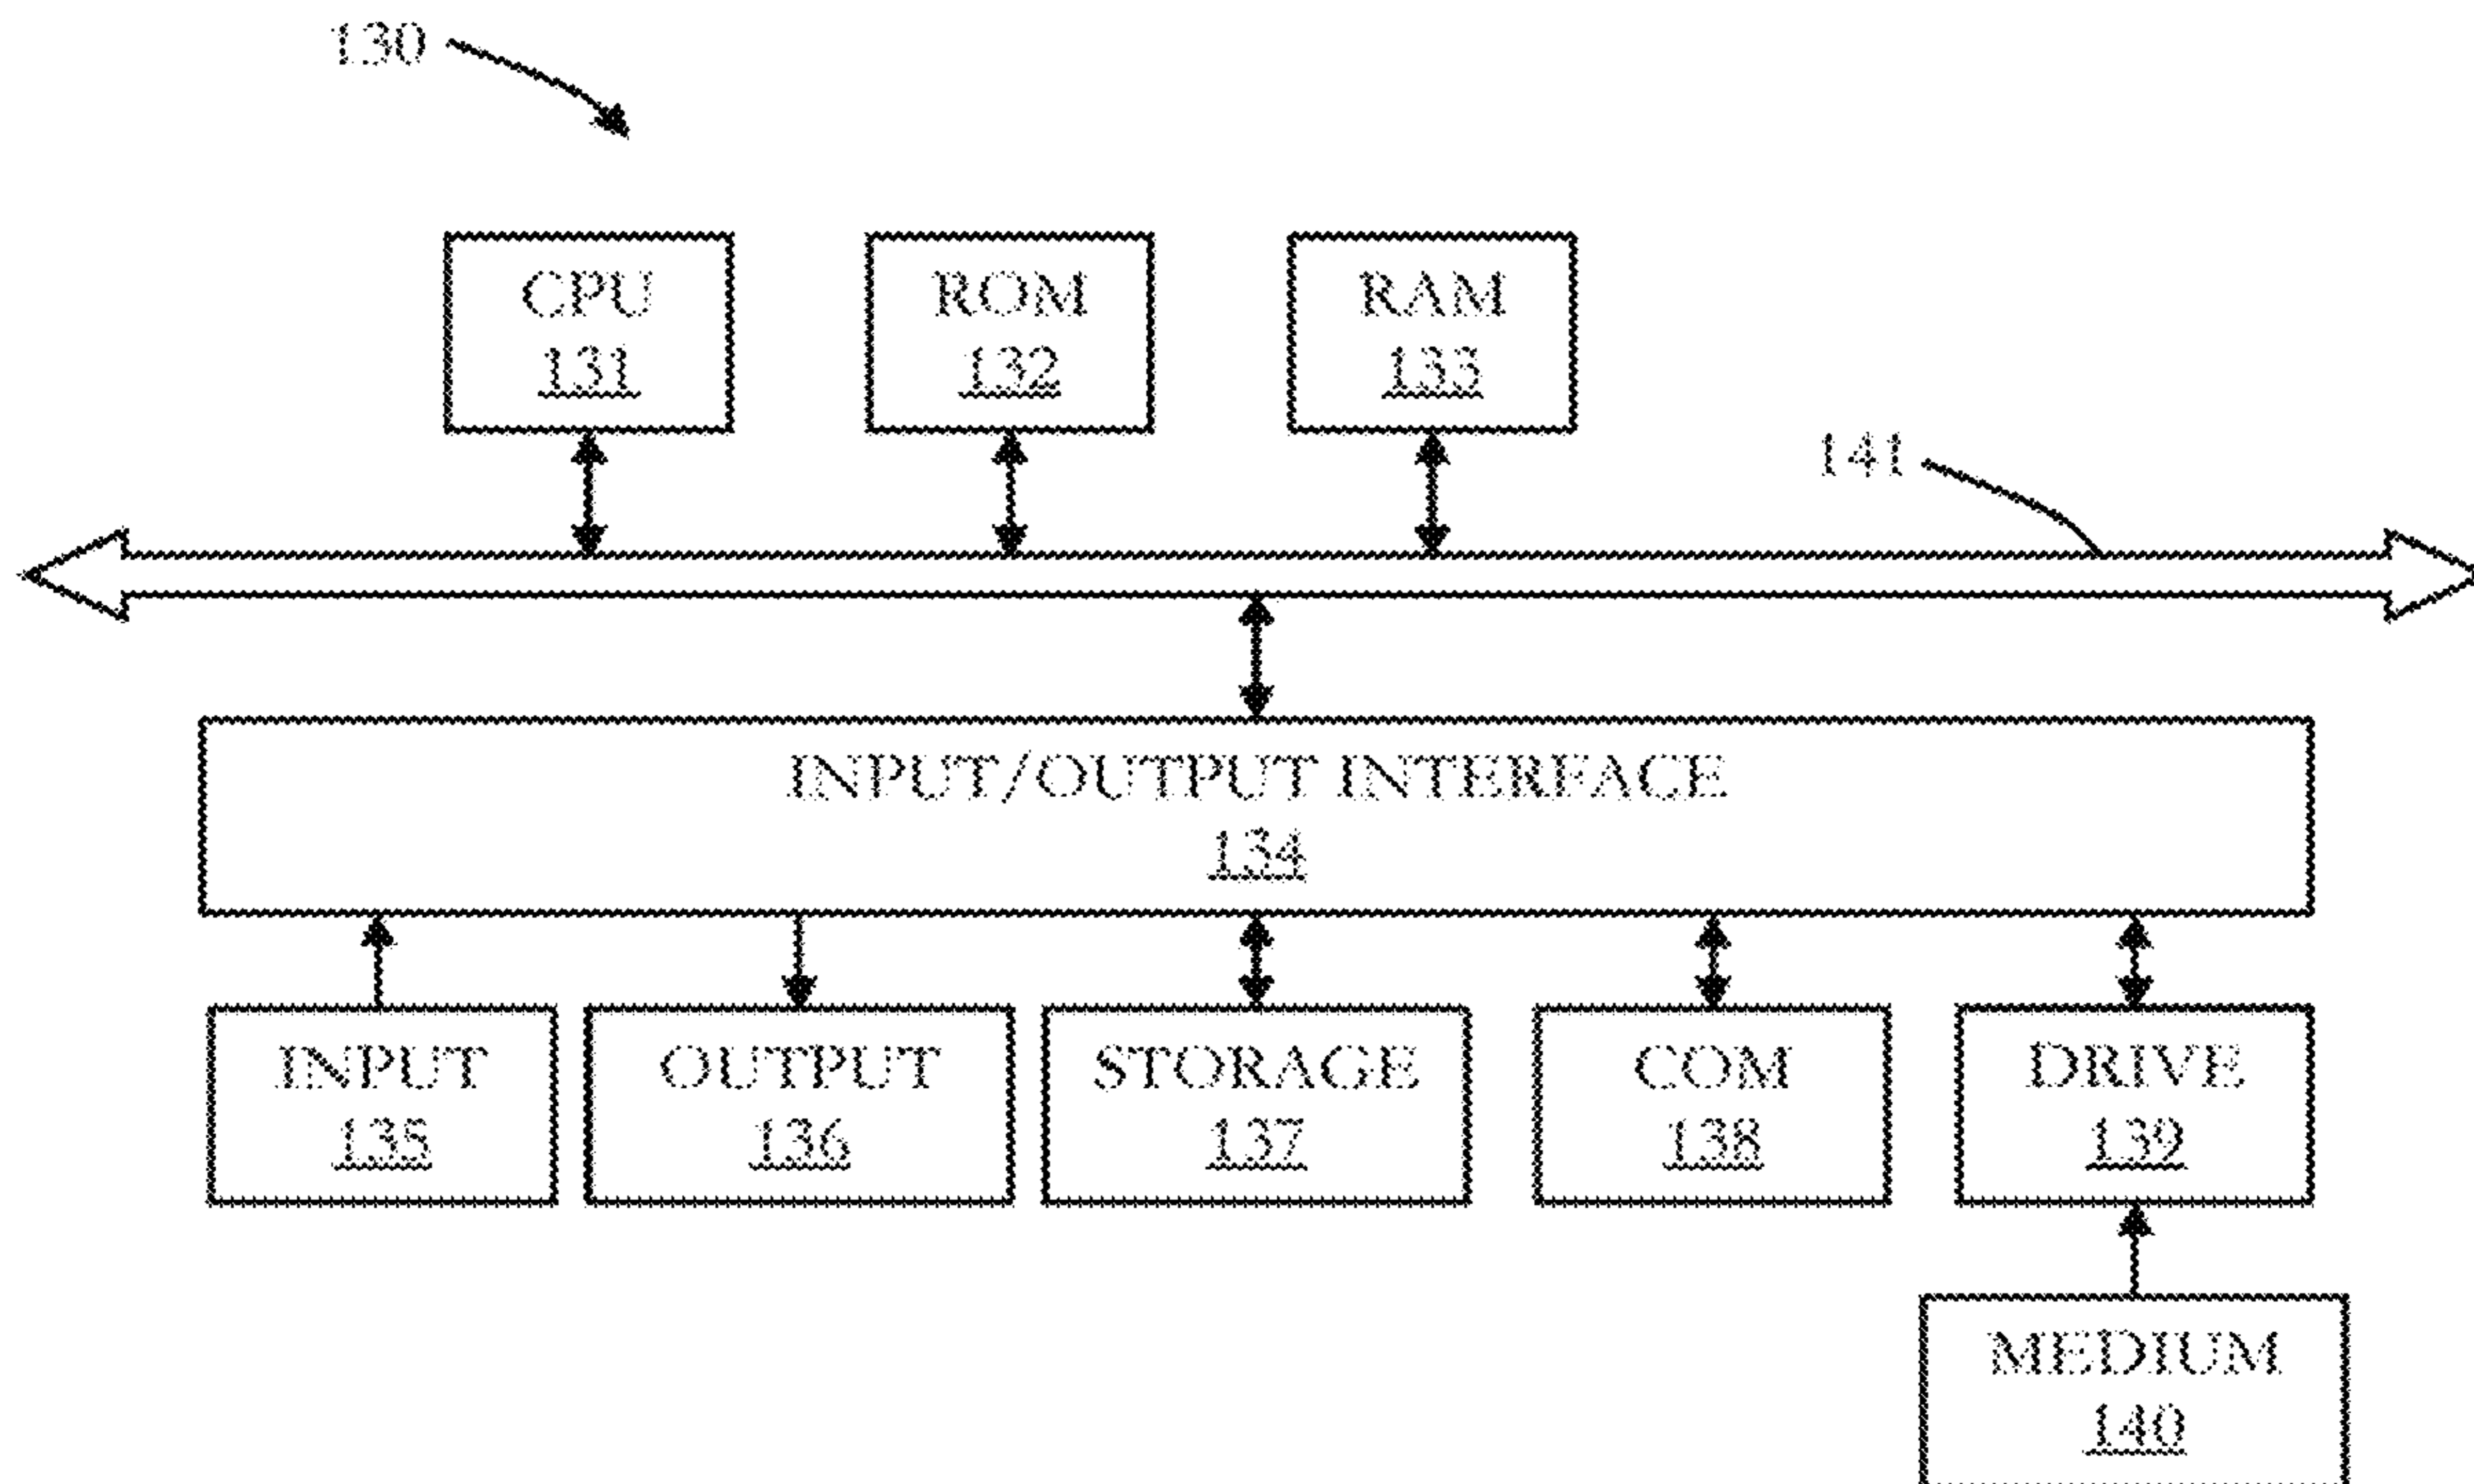 130
CPU
131
ROM
132
RAM
133
141
INPUT/OUTPUT INTERFACE
134
INPUT
135
OUTPUT
136
STORAGE
137
COM
138
DRIVE
139
MEDIUM
140